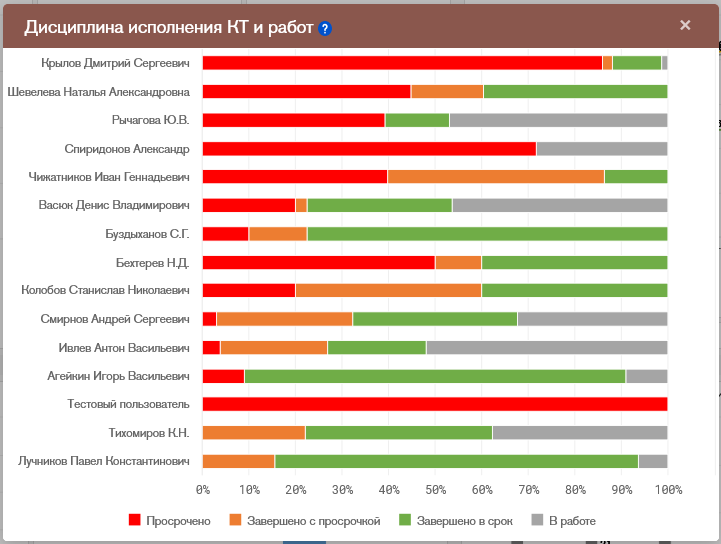 Дисциплина исполнения КТ и работ ?
×
Крылов Дмитрий Сергеевич
Шевелева Наталья Александровна
Рычагова Ю.В.
Спиридонов Александр
Чижатников Иван Геннадьевич
Васюк Денис Владимирович
Буздыханов С.Г.
Бехтерев Н.Д.
Колобов Станислав Николаевич
Смирнов Андрей Сергеевич
Ивлев Антон Васильевич
Агейкин Игорь Васильевич
Тестовый пользователь
Тихомиров К.Н.
Лучников Павел Константинович
0% 10% 20% 30% 40% 50% 60% 70% 80% 90% 100%
Просрочено Завершено с просрочкой Завершено в срок В работе